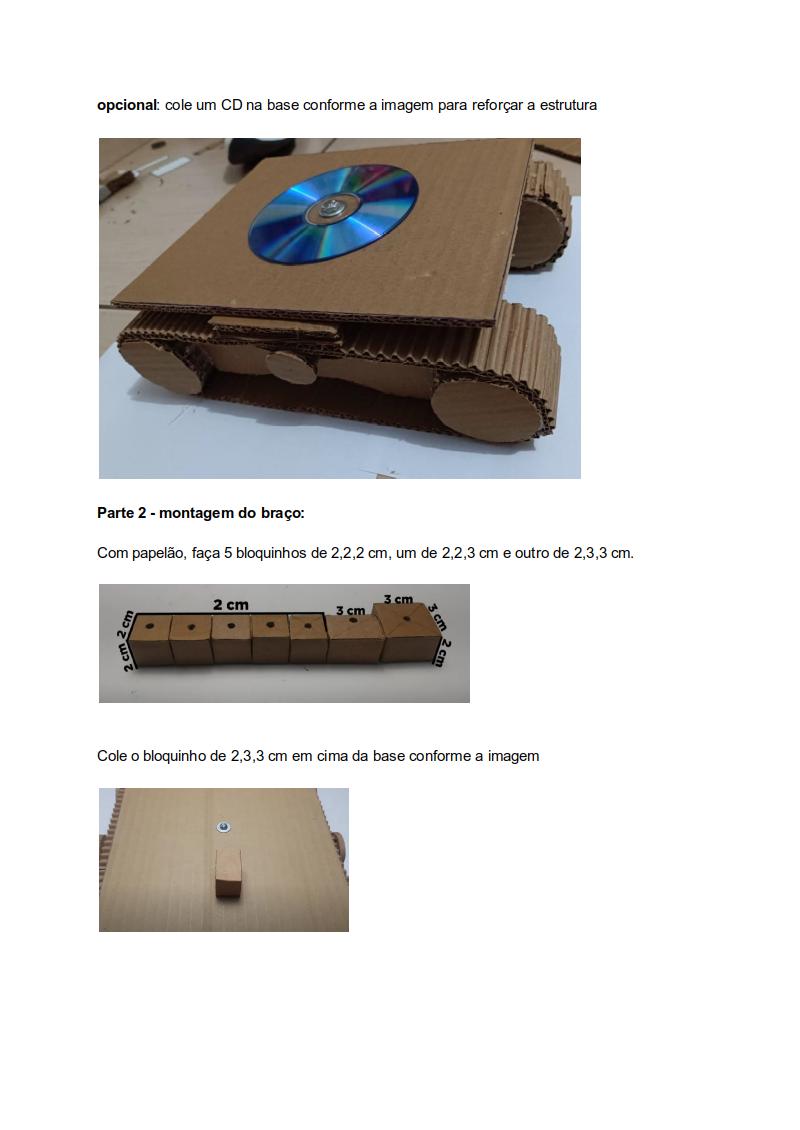 opcional: cole um CD na base conforme a imagem para reforçar a estrutura
Parte 2 - montagem do braço:
Com papelão, faça 5 bloquinhos de 2,2,2 cm, um de 2,2,3 cm e outro de 2,3,3 cm.
2 cm
3 cm
3 cm
3 cm
2 cm
2 cm
2 cm
Cole o bloquinho de 2,3,3 cm em cima da base conforme a imagem